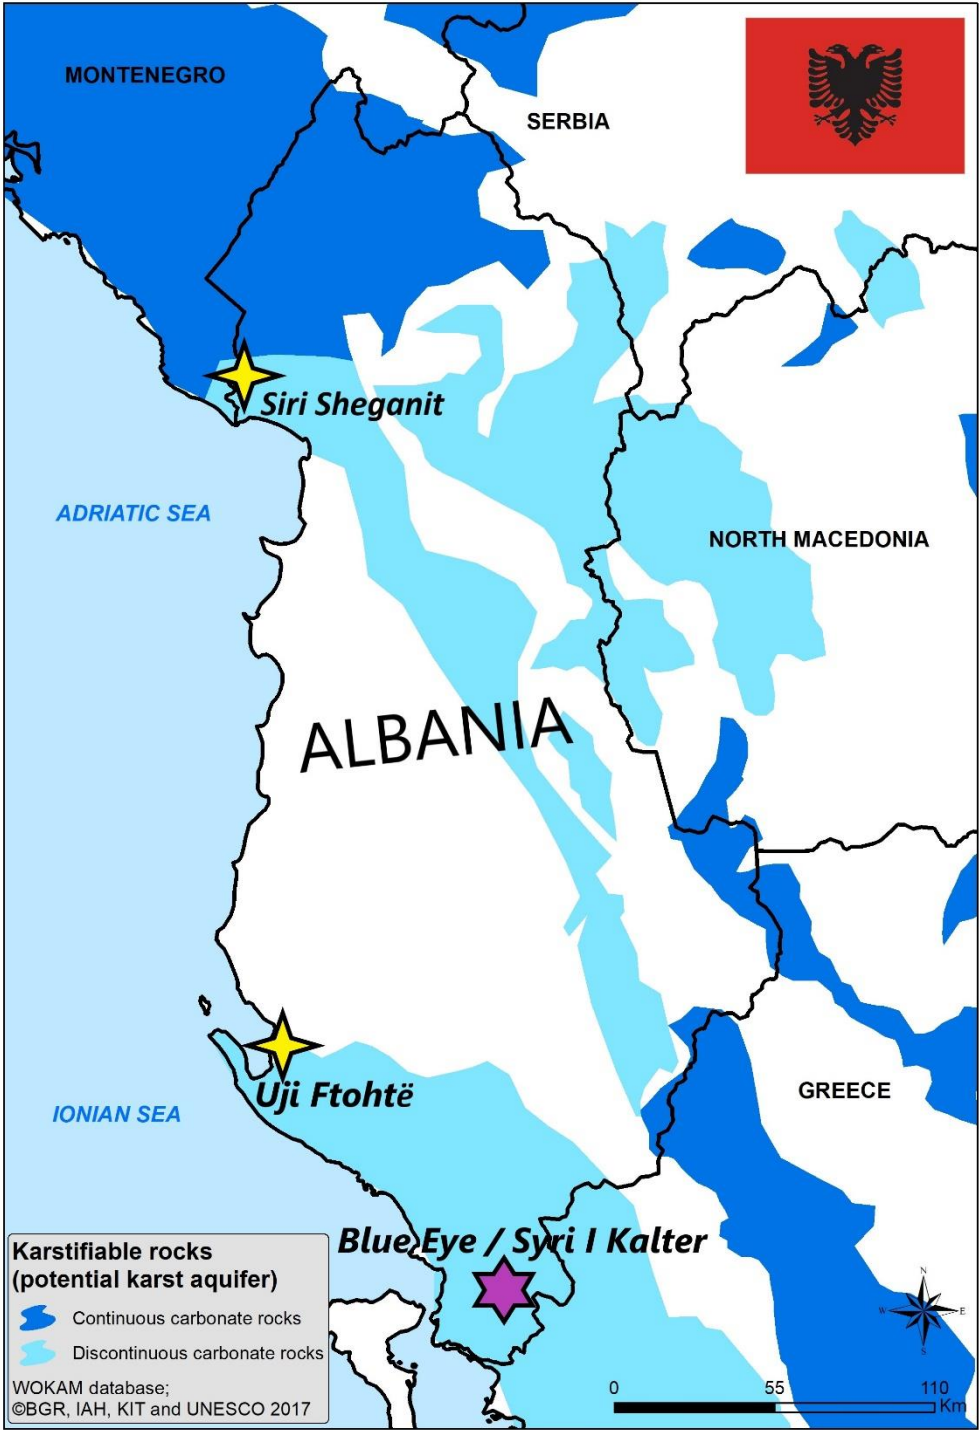 MONTENEGRO
SERBIA
Siri Sheganit
ADRIATIC SEA
NORTH MACEDONIA
ALBANIA
Uji Ftohtë
GREECE
IONIAN SEA
Blue Eye / Syri I Kalter
Karstifiable rocks
(potential karst aquifer)
Continuous carbonate rocks
Discontinuous carbonate rocks
WOKAM database;
©BGR, IAH, KIT and UNESCO 2017
N
W E
S
0 55 110
Km